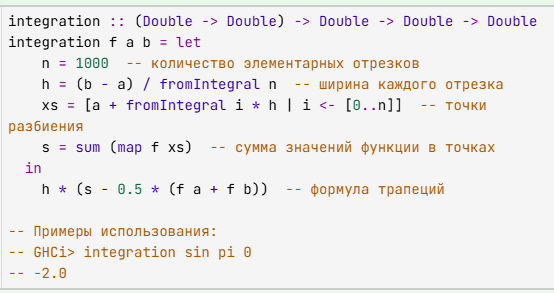 integration :: (Double -> Double) -> Double -> Double -> Double
integration f a b = let
    n = 1000  -- количество элементарных отрезков
    h = (b - a) / fromIntegral n  -- ширина каждого отрезка
    xs = [a + fromIntegral i * h | i <- [0..n]]  -- точки
разбиения
    s = sum (map f xs)  -- сумма значений функции в точках
  in
    h * (s - 0.5 * (f a + f b))  -- формула трапеций

-- Примеры использования:
-- GHCi> integration sin pi 0
-- -2.0